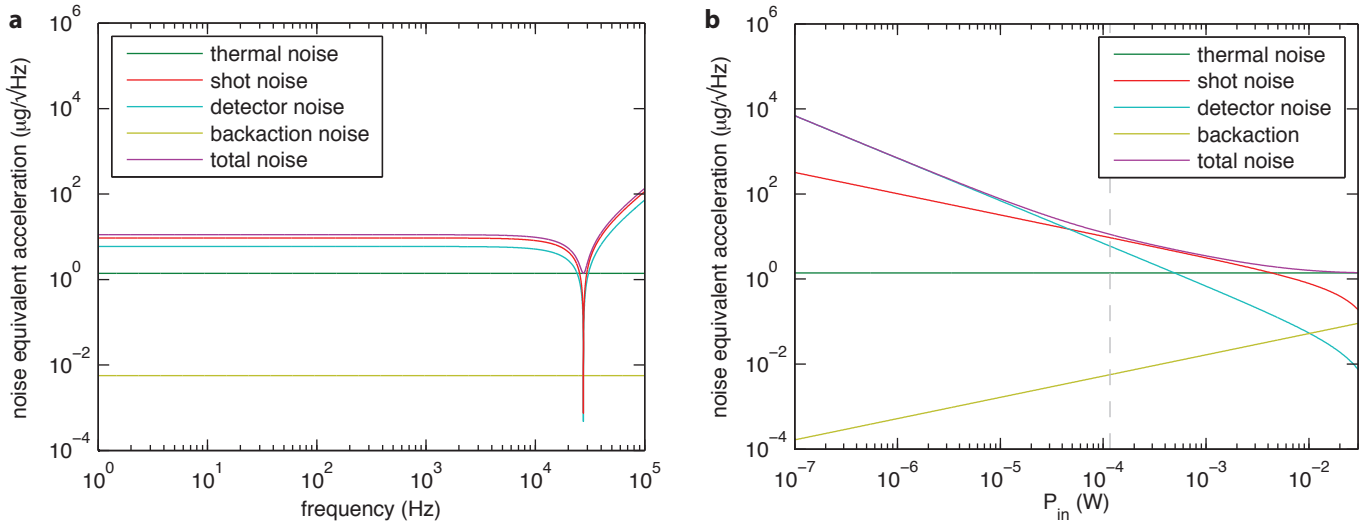 a
noise equivalent acceleration (μg/√Hz)
10^6
10^4
10^2
10^0
10^−2
10^−4
thermal noise
shot noise
detector noise
backaction noise
total noise
10^0
10^1
10^2
10^3
10^4
10^5
frequency (Hz)
b
noise equivalent acceleration (μg/√Hz)
10^6
10^4
10^2
10^0
10^−2
10^−4
thermal noise
shot noise
detector noise
backaction
total noise
10^−7
10^−6
10^−5
10^−4
10^−3
10^−2
P_in (W)